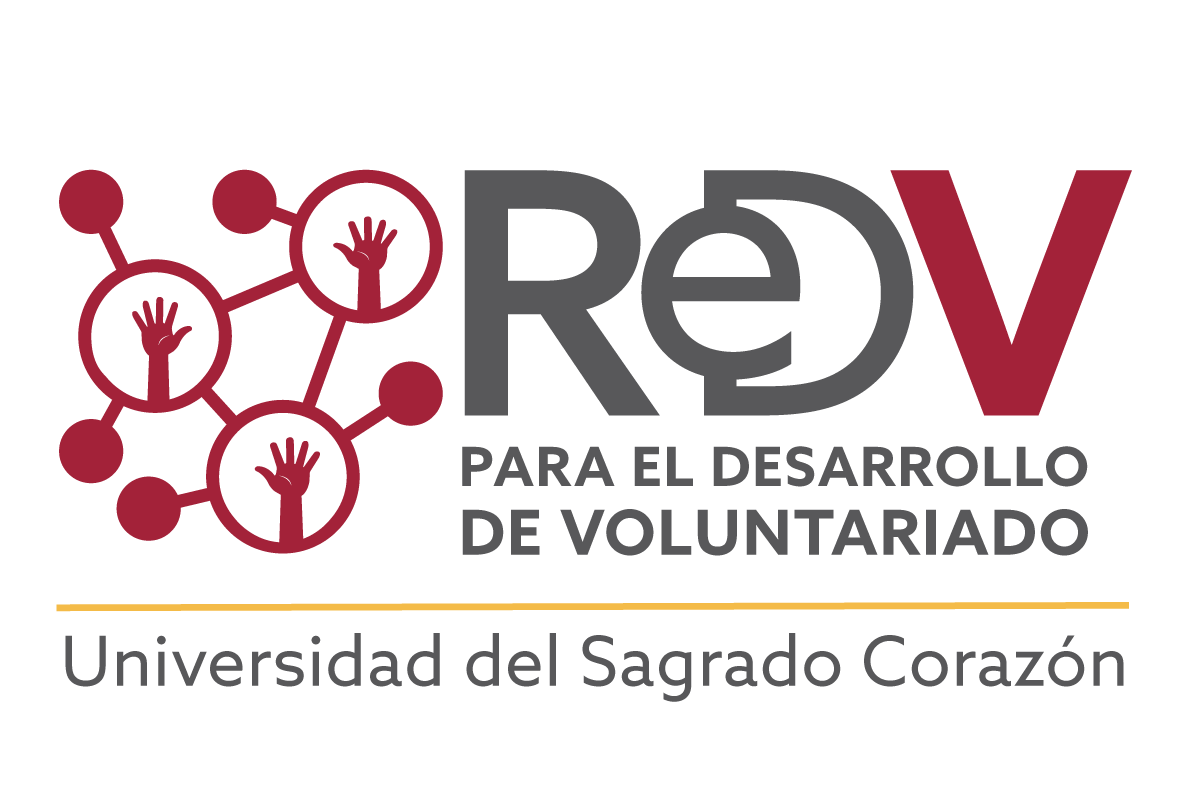 ReDV
PARA EL DESARROLLO
DE VOLUNTARIADO
Universidad del Sagrado Corazón